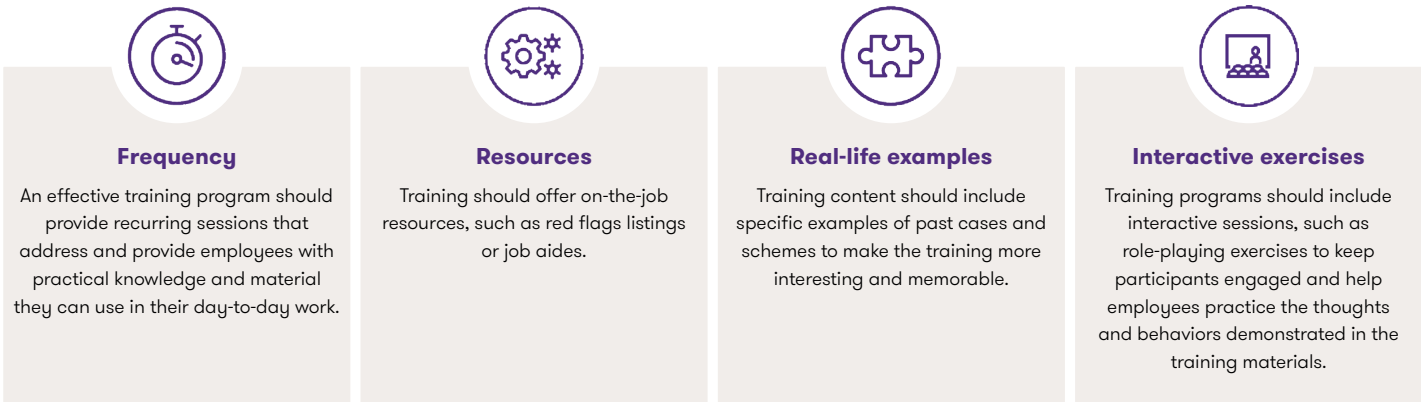 Frequency
An effective training program should
provide recurring sessions that
address and provide employees with
practical knowledge and material
they can use in their day-to-day work.
Resources
Training should offer on-the-job
resources, such as red flags listings
or job aides.
Real-life examples
Training content should include
specific examples of past cases and
schemes to make the training more
interesting and memorable.
Interactive exercises
Training programs should include
interactive sessions, such as
role-playing exercises to keep
participants engaged and help
employees practice the thoughts
and behaviors demonstrated in the
training materials.